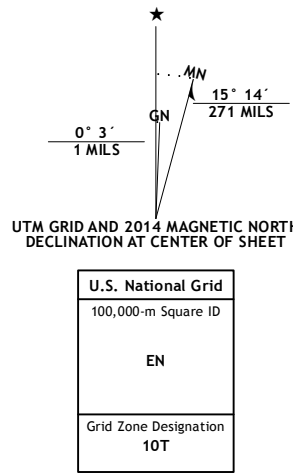 ★
MN
GN
15° 14´
271 MILS
0° 3´
1 MILS
UTM GRID AND 2014 MAGNETIC NORTH
DECLINATION AT CENTER OF SHEET
U.S. National Grid
100,000-m Square ID
EN
Grid Zone Designation
10T